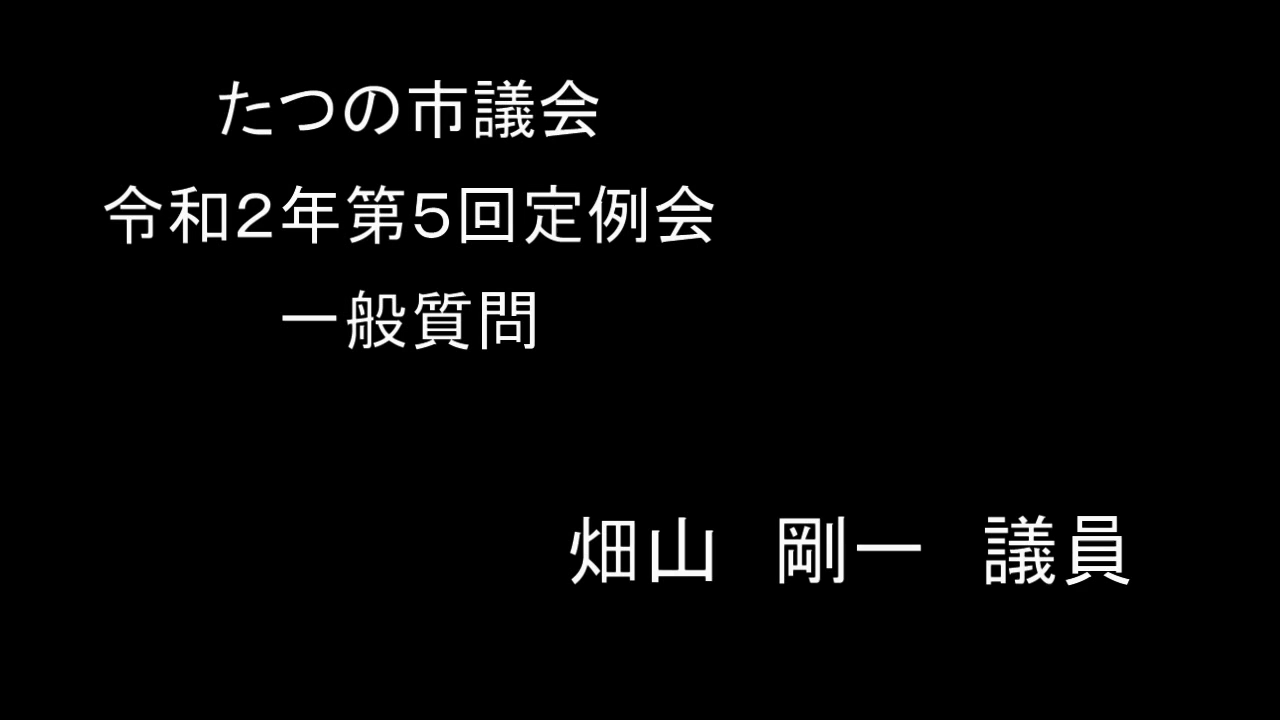 たつの市議会
令和２年第５回定例会
一般質問
畑山　剛一　議員